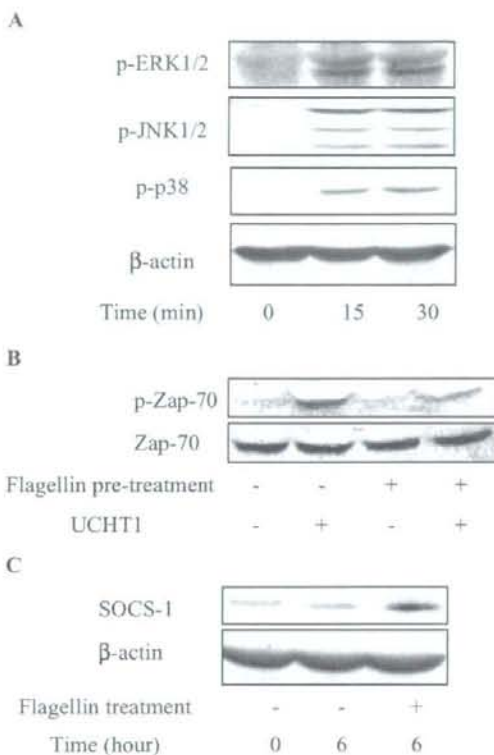 A
p-ERK1/2
p-JNK1/2
p-p38
β-actin
Time (min) 0 15 30
B
p-Zap-70
Zap-70
Flagellin pre-treatment - - + +
UCHT1 - + - +
C
SOCS-1
β-actin
Flagellin treatment - - +
Time (hour) 0 6 6